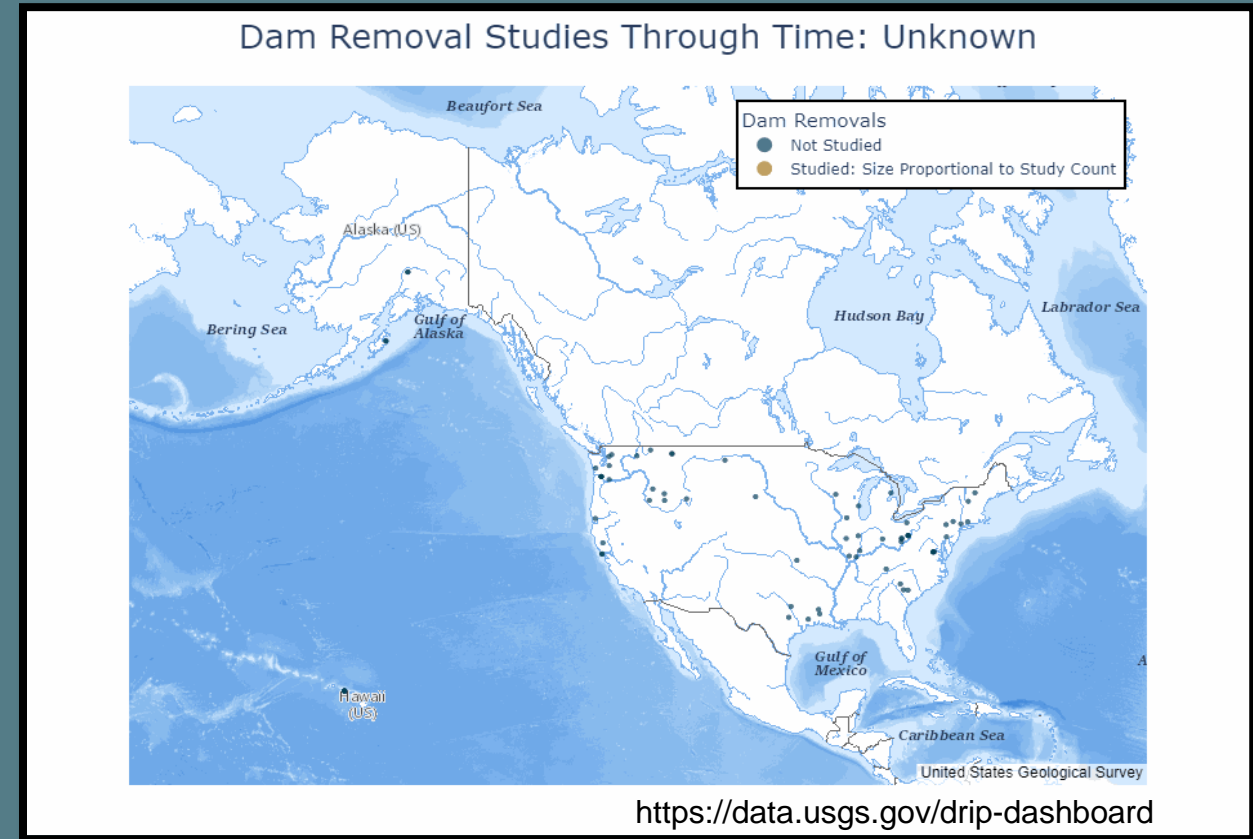 Dam Removal Studies Through Time: Unknown
Beaufort Sea
Dam Removals
Not Studied
Studied: Size Proportional to Study Count
Alaska (US)
Bering Sea
Gulf of
Alaska
Hudson Bay
Labrador Sea
Gulf of
Mexico
Hawaii
(US)
A
Caribbean Sea
United States Geological Survey
https://data.usgs.gov/drip-dashboard